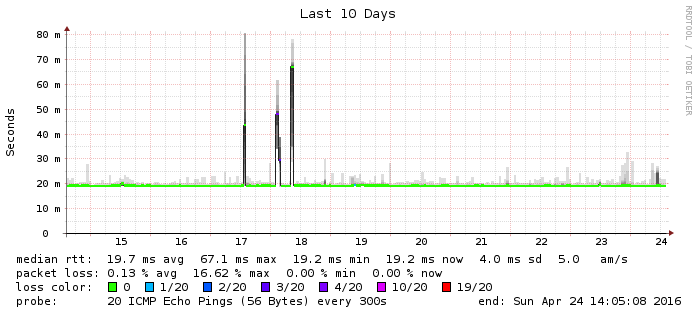 Last 10 Days
RRDTOOL / TOBI OETIKER
Seconds
80 m
70 m
60 m
50 m
40 m
30 m
20 m
10 m
0
15 16 17 18 19 20 21 22 23 24
median rtt: 19.7 ms avg 67.1 ms max 19.2 ms min 19.2 ms now 4.0 ms sd 5.0 am/s
packet loss: 0.13 % avg 16.62 % max 0.00 % min 0.00 % now
loss color: 0 1/20 2/20 3/20 4/20 10/20 19/20
probe: 20 ICMP Echo Pings (56 Bytes) every 300s end: Sun Apr 24 14:05:08 2016